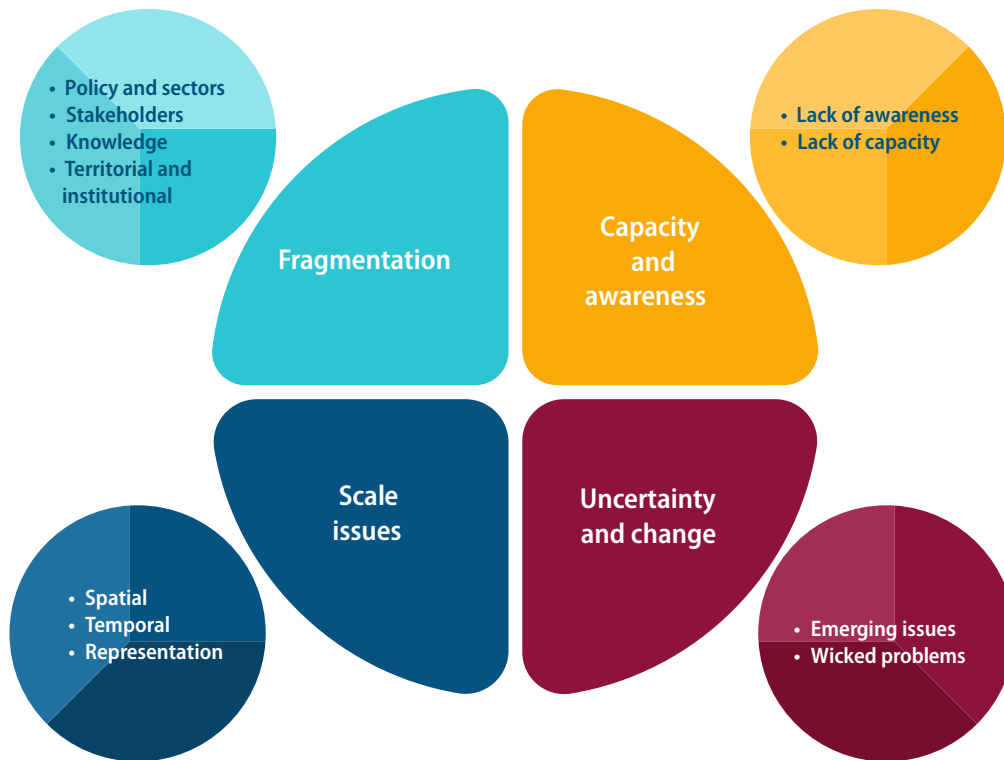 • Policy and sectors
• Stakeholders
• Knowledge
• Territorial and
institutional
• Lack of awareness
• Lack of capacity
Fragmentation
Capacity
and
awareness
Scale
issues
Uncertainty
and change
• Spatial
• Temporal
• Representation
• Emerging issues
• Wicked problems